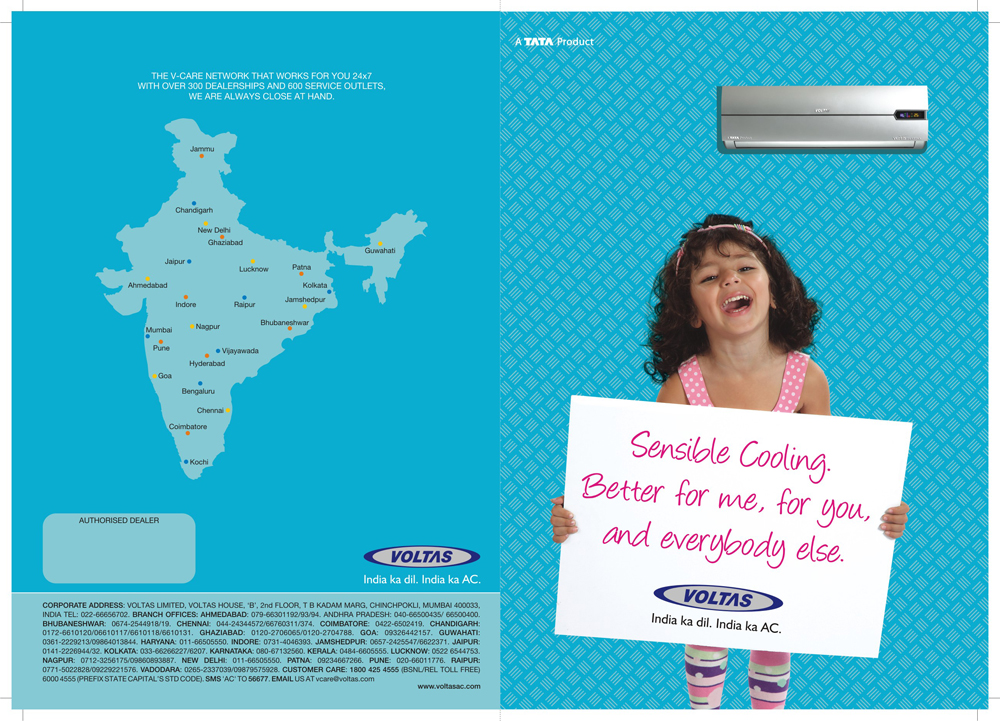 THE V-CARE NETWORK THAT WORKS FOR YOU 24x7
WITH OVER 300 DEALERSHIPS AND 600 SERVICE OUTLETS,
WE ARE ALWAYS CLOSE AT HAND.
Jammu
Chandigarh
New Delhi
Ghaziabad
Guwahati
Jaipur
Lucknow
Patna
Ahmedabad
Kolkata
Indore
Raipur
Jamshedpur
Bhubaneshwar
Mumbai
Nagpur
Pune
Vijayawada
Hyderabad
Goa
Bengaluru
Chennai
Coimbatore
Kochi
AUTHORISED DEALER
VOLTAS
India ka dil. India ka AC.
CORPORATE ADDRESS: VOLTAS LIMITED, VOLTAS HOUSE, 'B', 2nd FLOOR, T B KADAM MARG, CHINCHPOKLI, MUMBAI 400033,
INDIA TEL: 022-66656702. BRANCH OFFICES: AHMEDABAD: 079-66301192/93/94. ANDHRA PRADESH: 040-66500435/ 66500400.
BHUBANESHWAR: 0674-2544918/19. CHENNAI: 044-24344572/66760311/374. COIMBATORE: 0422-6502419. CHANDIGARH:
0172-6610120/06610117/6610118/6610131. GHAZIABAD: 0120-2706065/0120-2704788. GOA: 09326442157. GUWAHATI:
0361-2229213/09864013844. HARYANA: 011-66505550. INDORE: 0731-4046393. JAMSHEDPUR: 0657-2425547/6622371. JAIPUR:
0141-2226944/32. KOLKATA: 033-66266227/6207. KARNATAKA: 080-67132560. KERALA: 0484-6605555. LUCKNOW: 0522 6544753.
NAGPUR: 0712-3256175/09860893887. NEW DELHI: 011-66505550. PATNA: 09234667266. PUNE: 020-66011776. RAIPUR:
0771-5022828/09229221576. VADODARA: 0265-2337039/09879575928. CUSTOMER CARE: 1800 425 4555 (BSNL/REL TOLL FREE)
6000 4555 (PREFIX STATE CAPITAL'S STD CODE). SMS 'AC' TO 56677. EMAIL US AT vcare@voltas.com
www.voltasac.com
A TATA Product
VOLTAS
Sensible Cooling.
Better for me, for you,
and everybody else.
VOLTAS
India ka dil. India ka AC.